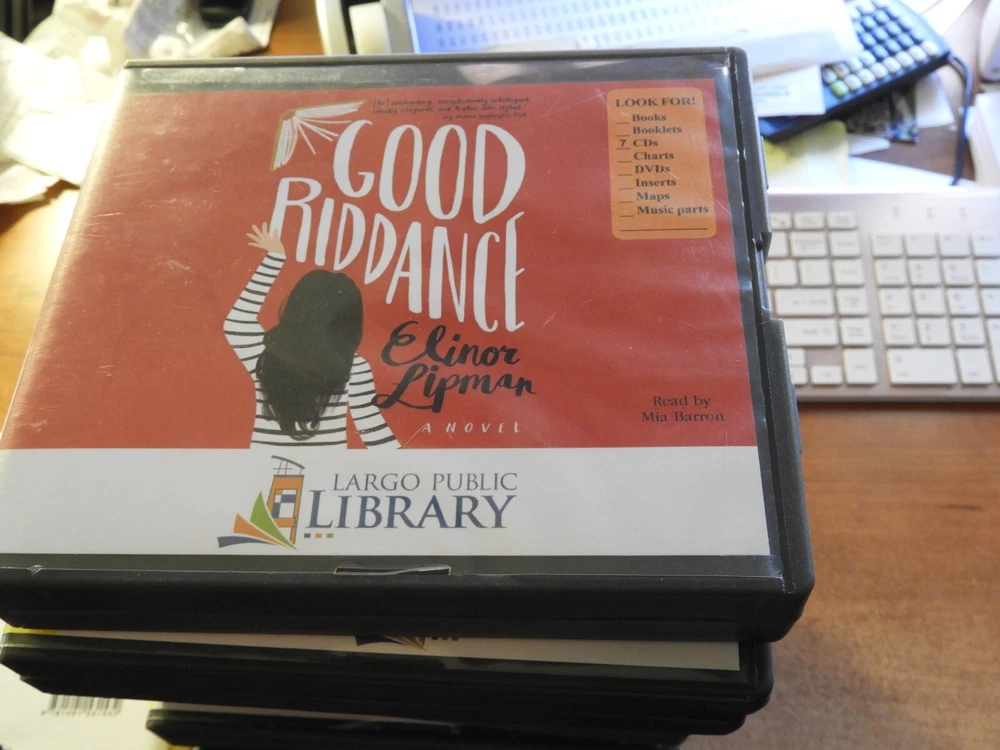 GOOD
RIDDANCE
Elinor
Lipman
A NOVEL
LOOK FOR!
Books
Booklets
7 CDs
Charts
DVDs
Inserts
Maps
Music parts
Read by
Mia Barron
LARGO PUBLIC
LIBRARY